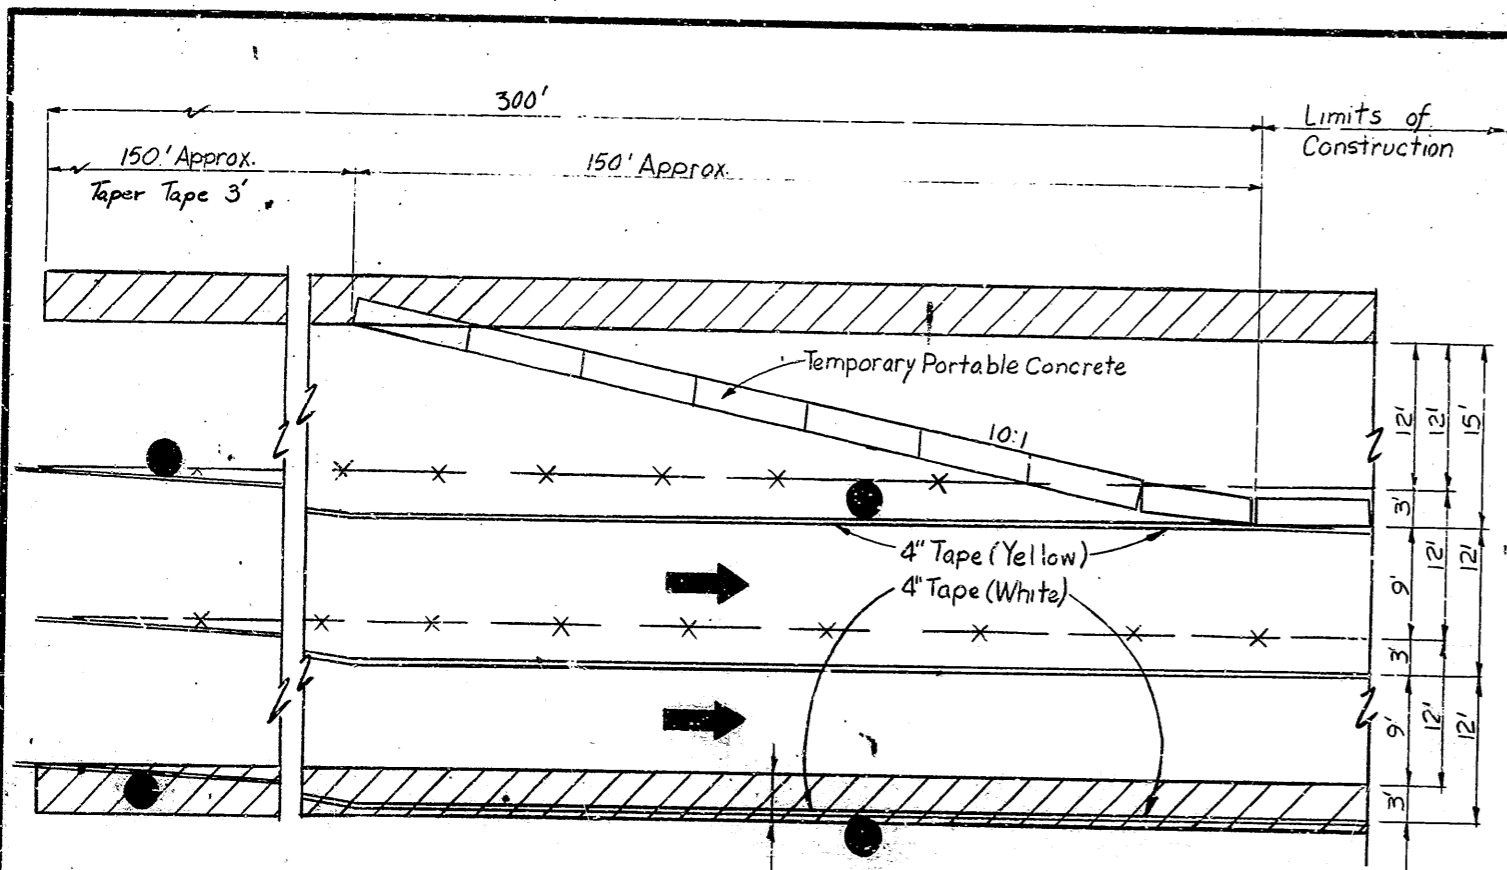 300'
Limits of
Construction
150' Approx.
150' Approx.
Taper Tape 3'
Temporary Portable Concrete
10:1
12'
12'
15'
3'
4" Tape (Yellow)
4" Tape (White)
9'
12'
12'
3'
9'
12'
12'
3'